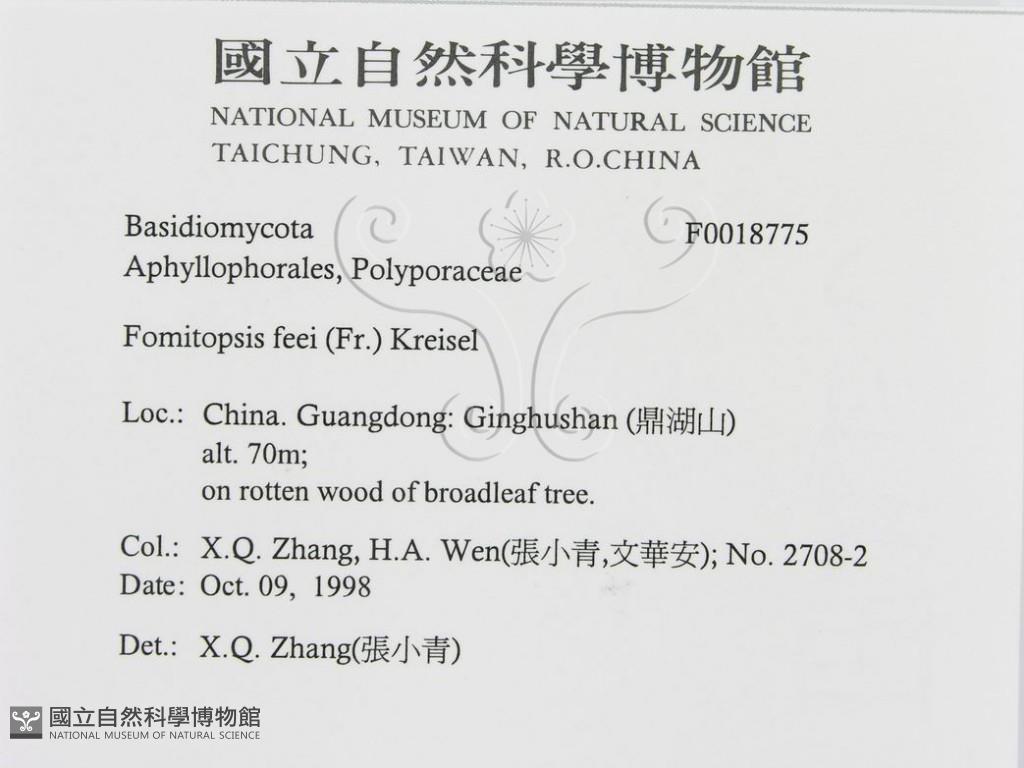 國立自然科學博物館
NATIONAL MUSEUM OF NATURAL SCIENCE
TAICHUNG, TAIWAN, R.O.CHINA
Basidiomycota F0018775
Aphyllophorales, Polyporaceae
Fomitopsis feei (Fr.) Kreisel
Loc.: China. Guangdong: Ginghushan (鼎湖山)
alt. 70m;
on rotten wood of broadleaf tree.
Col.: X.Q. Zhang, H.A. Wen(張小青,文華安); No. 2708-2
Date: Oct. 09, 1998
Det.: X.Q. Zhang(張小青)
國立自然科學博物館
NATIONAL MUSEUM OF NATURAL SCIENCE